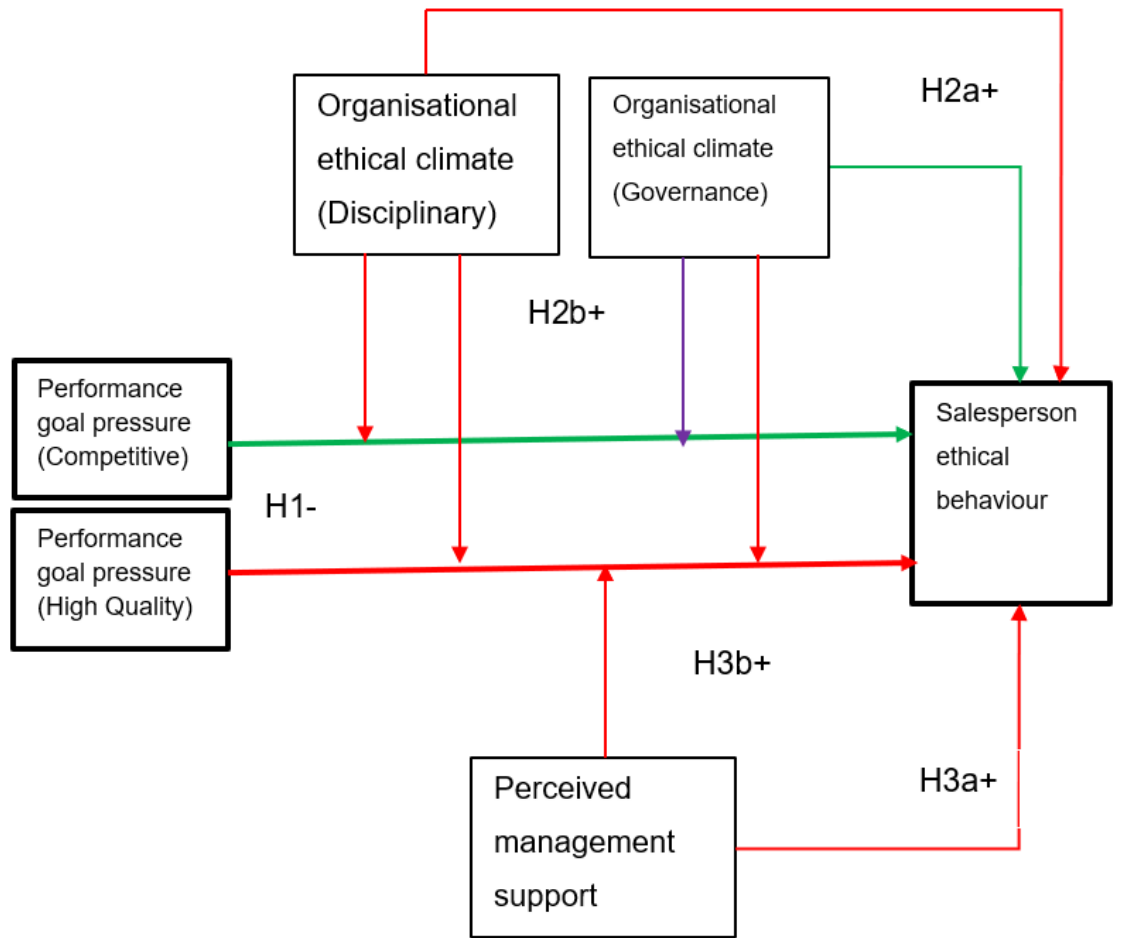 H2a+
Organisational
ethical climate
(Disciplinary)
Organisational
ethical climate
(Governance)
H2b+
Performance
goal pressure
(Competitive)
Salesperson
ethical
behaviour
H1-
Performance
goal pressure
(High Quality)
H3b+
Perceived
management
support
H3a+